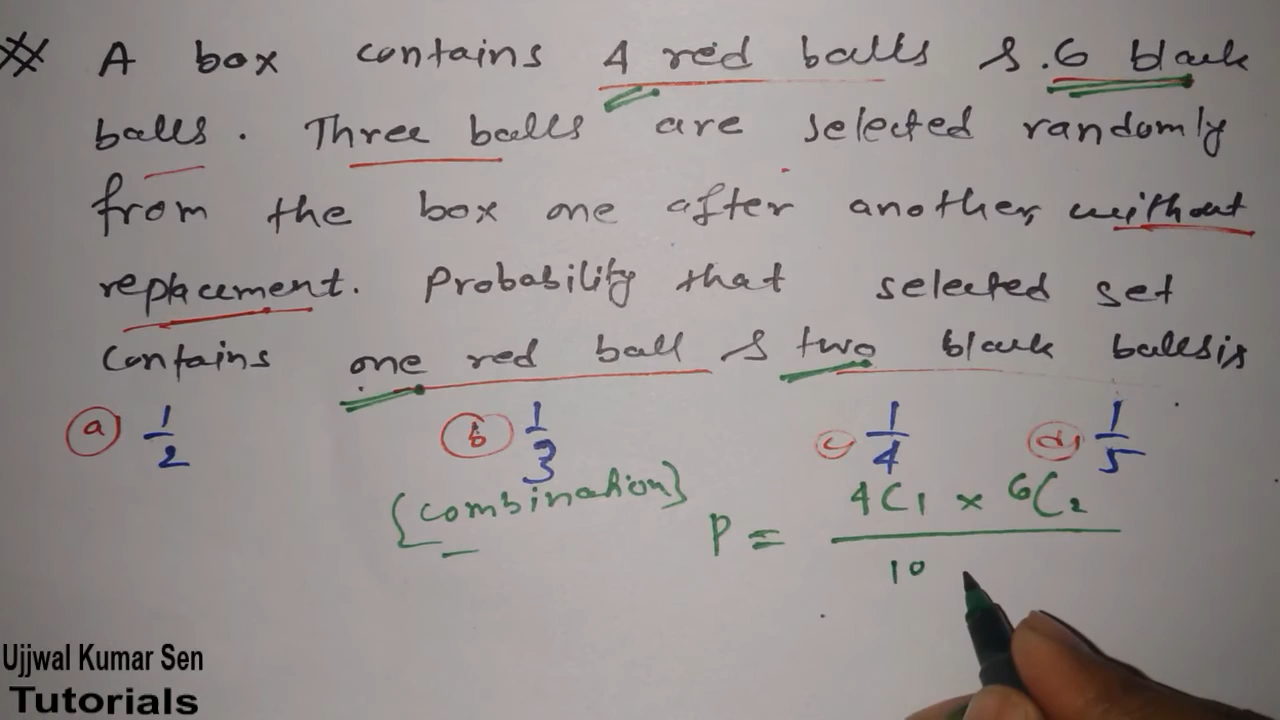 A box contains 4 red balls & 6 black
balls. Three balls are selected randomly
from the box one after another, without
replacement. Probability that selected set
contains one red ball & two black balls is
a 1/2 b 1/3 c 1/4 d 1/5
{combination} P = 4C1 × 6C2
10
Ujjwal Kumar Sen
Tutorials